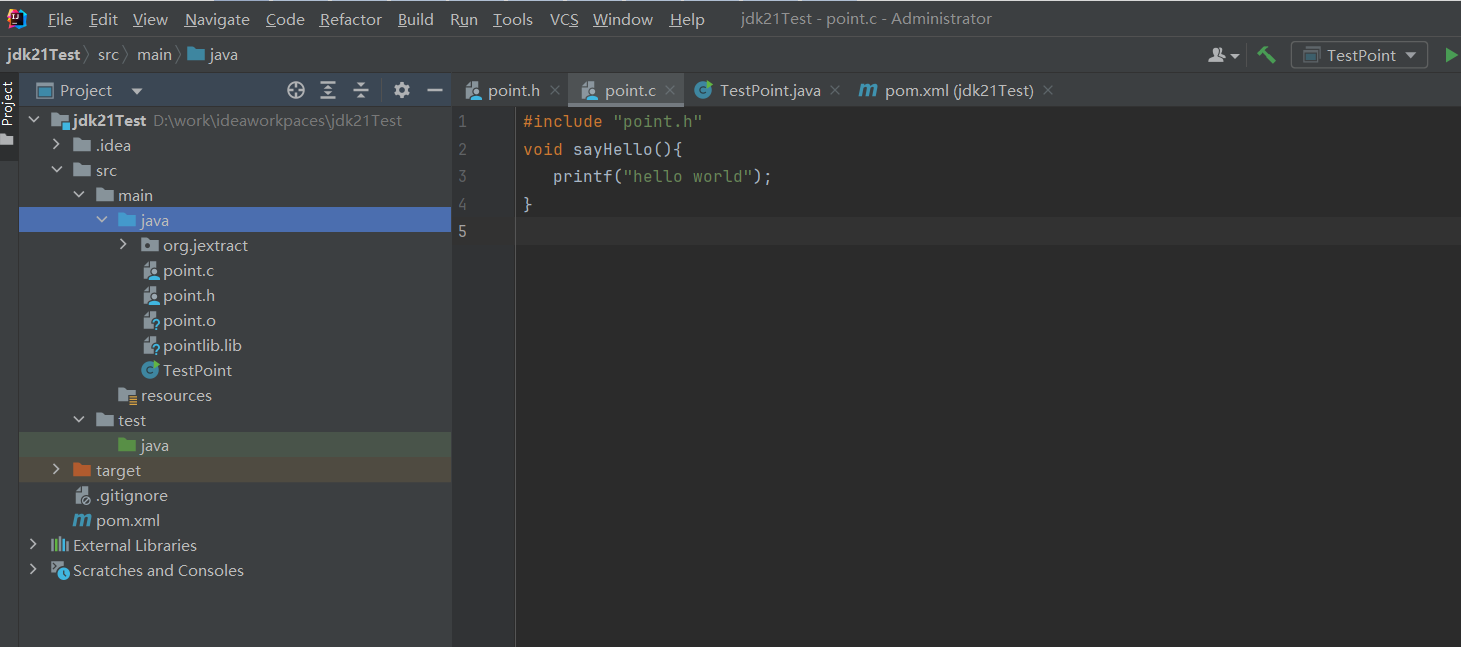 File Edit View Navigate Code Refactor Build Run Tools VCS Window Help jdk21Test - point.c - Administrator
jdk21Test src main java TestPoint
Project
Project point.h point.c TestPoint.java pom.xml (jdk21Test)
jdk21Test D:\work\ideaworkpaces\jdk21Test
.idea
src
main
java
org.jextract
point.c
point.h
point.o
pointlib.lib
TestPoint
resources
test
java
target
.gitignore
pom.xml
External Libraries
Scratches and Consoles
1 #include "point.h"
2 void sayHello(){
3 printf("hello world");
4 }
5